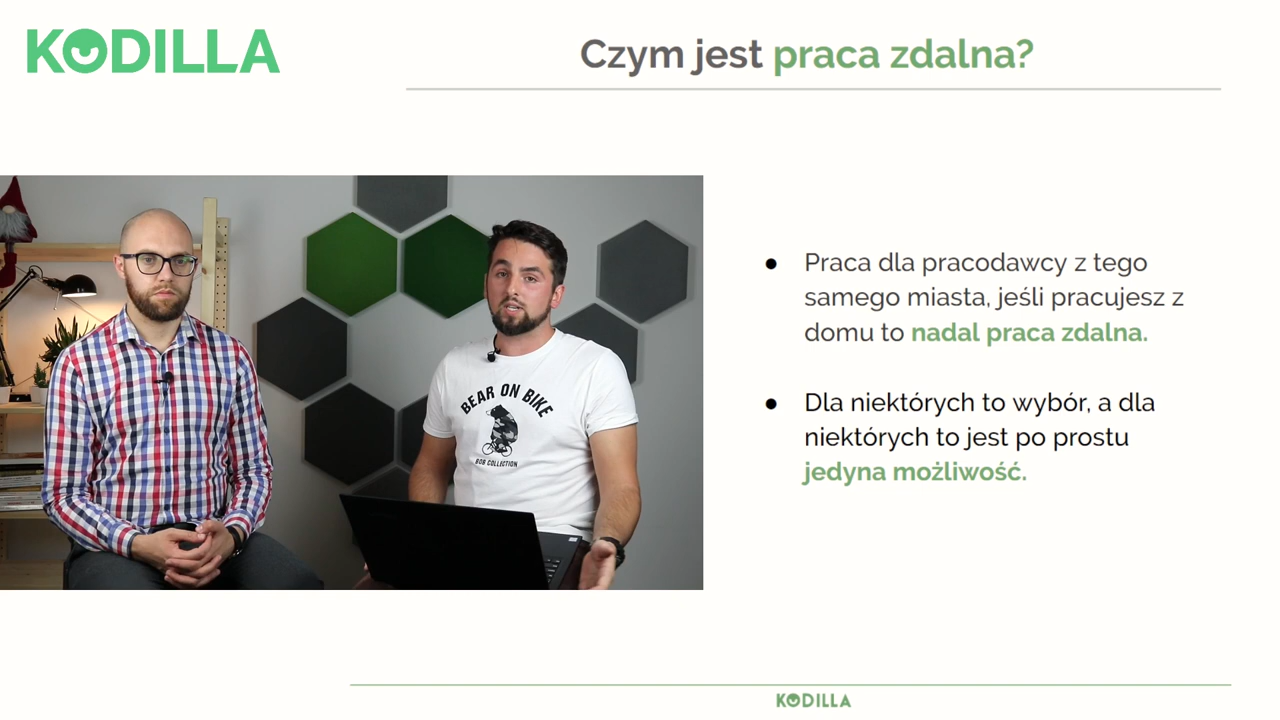 KODILLA
Czym jest praca zdalna?
Praca dla pracodawcy z tego
samego miasta, jeśli pracujesz z
domu to nadal praca zdalna.
Dla niektórych to wybór, a dla
niektórych to jest po prostu
jedyna możliwość.
BEAR ON BIKE
BOB COLLECTION
KODILLA